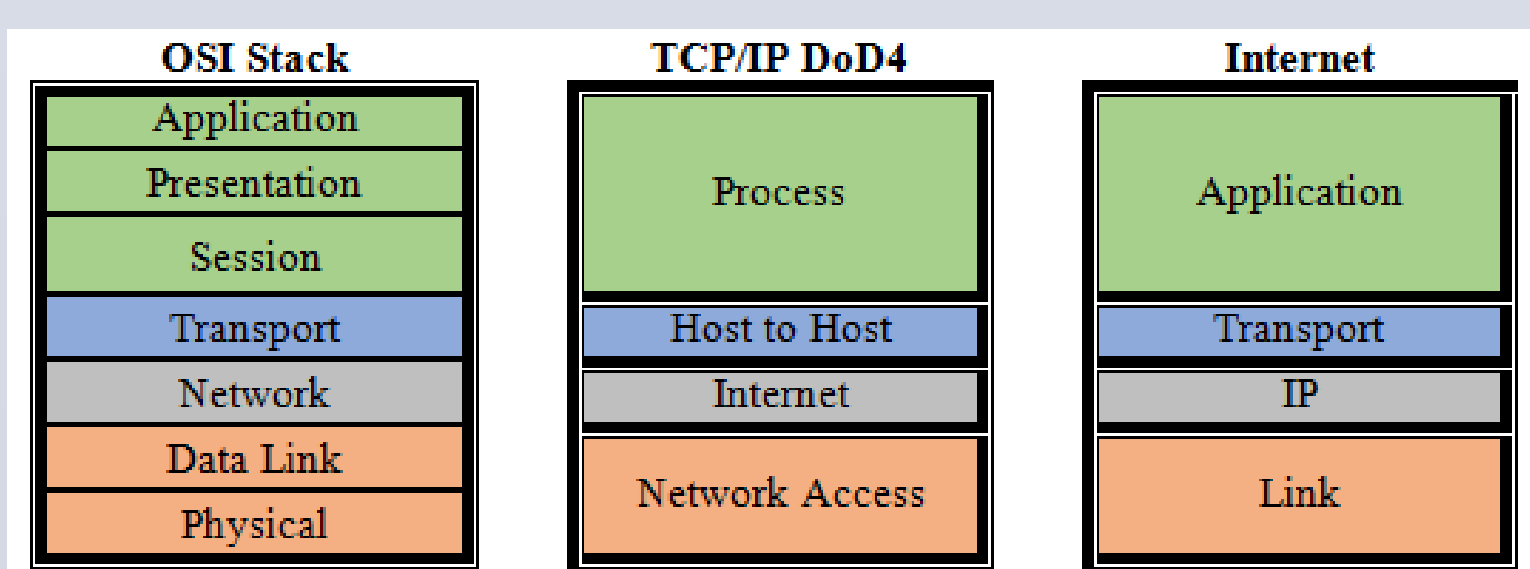 OSI Stack
Application
Presentation
Session
Transport
Network
Data Link
Physical
TCP/IP DoD4
Process
Host to Host
Internet
Network Access
Internet
Application
Transport
IP
Link